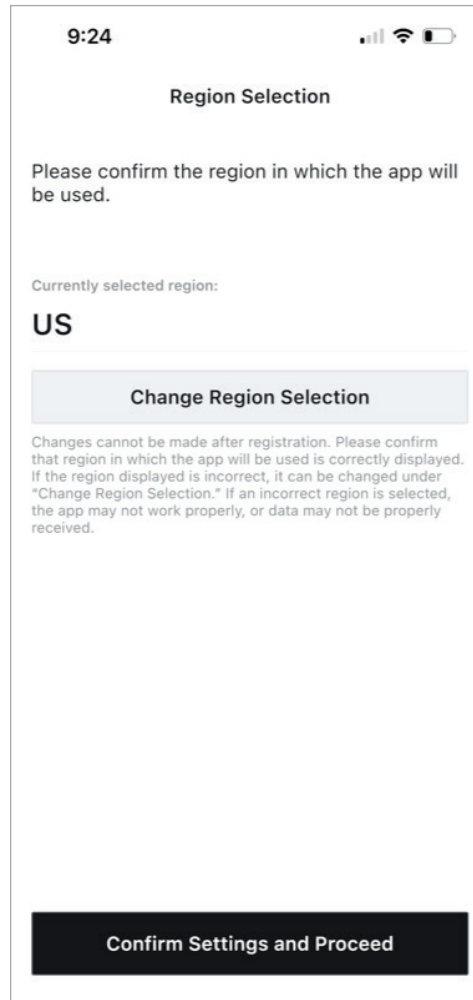 9:24
Region Selection
Please confirm the region in which the app will
be used.
Currently selected region:
US
Change Region Selection
Changes cannot be made after registration. Please confirm
that region in which the app will be used is correctly displayed.
If the region displayed is incorrect, it can be changed under
"Change Region Selection." If an incorrect region is selected,
the app may not work properly, or data may not be properly
received.
Confirm Settings and Proceed